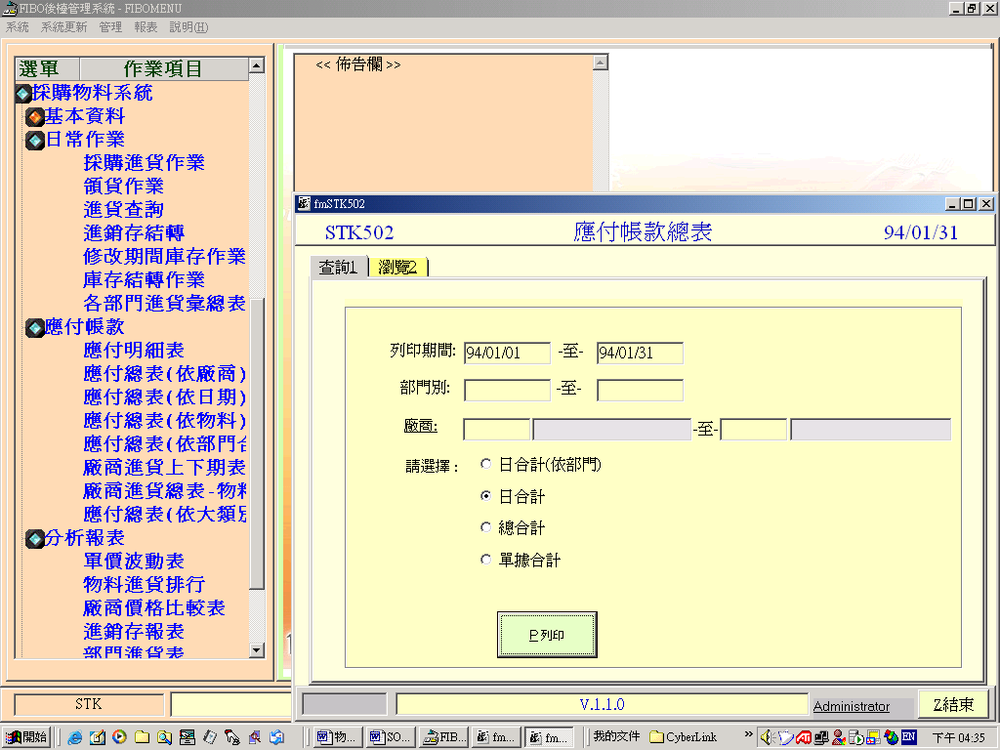 FIBO後檯管理系統 - FIBOMENU
系統 系統更新 管理 報表 說明(H)
選單 作業項目
採購物料系統
基本資料
日常作業
採購進貨作業
領貨作業
進貨查詢
進銷存結轉
修改期間庫存作業
庫存結轉作業
各部門進貨彙總表
應付帳款
應付明細表
應付總表(依廠商)
應付總表(依日期)
應付總表(依物料)
應付總表(依部門合
廠商進貨上下期表
廠商進貨總表-物料
應付總表(依大類別
分析報表
單價波動表
物料進貨排行
廠商價格比較表
進銷存報表
部門進貨表
STK
<< 佈告欄 >>
fmSTK502
STK502 應付帳款總表 94/01/31
查詢1 瀏覽2
列印期間: 94/01/01 -至- 94/01/31
部門別: -至-
廠商: -至-
請選擇: 日合計(依部門)
日合計
總合計
單據合計
P列印
V.1.1.0 Administrator Z結束
開始 物... SO... FIB... fm... fm... 我的文件 CyberLink » EN 下午 04:35